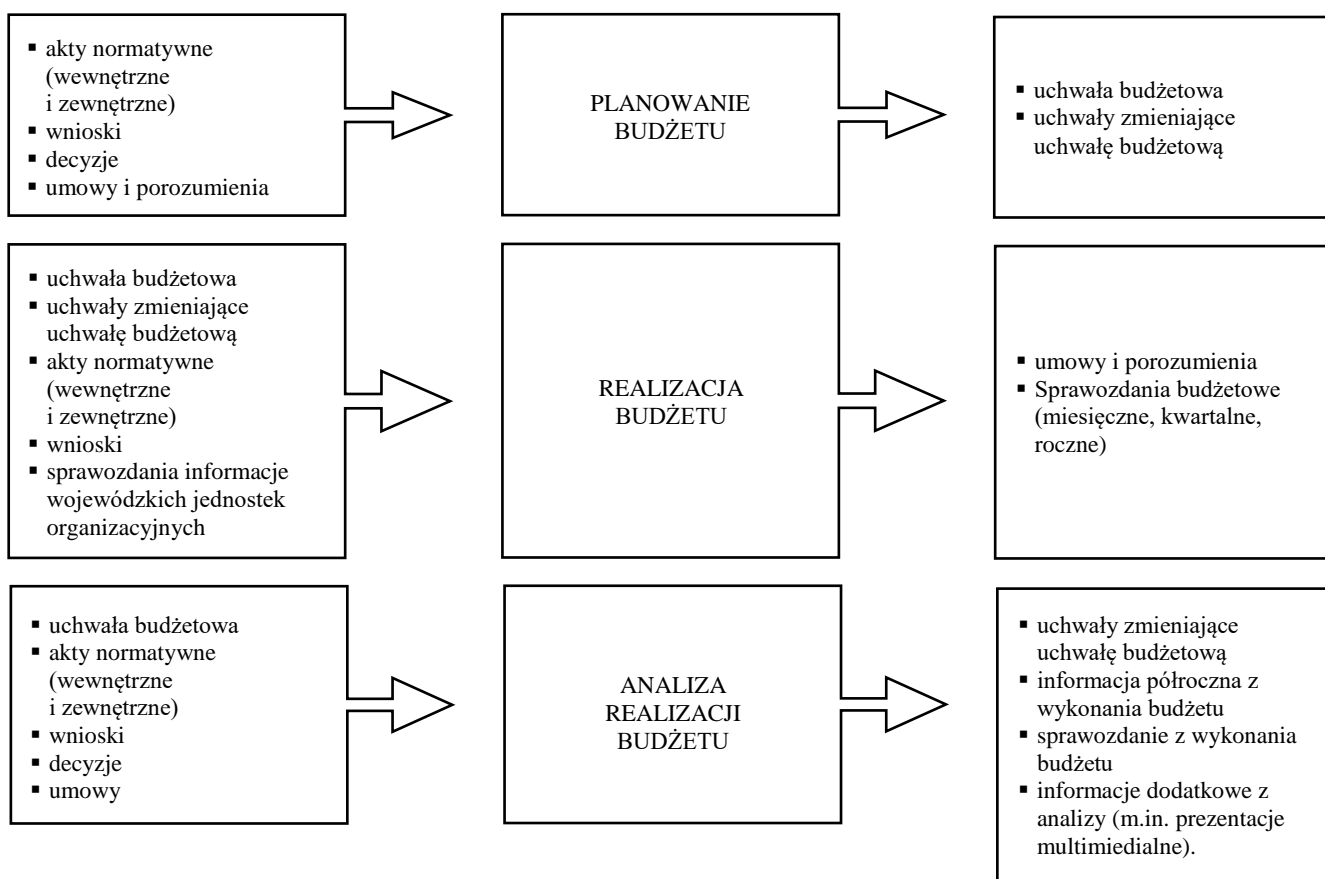 ▪ akty normatywne
(wewnętrzne
i zewnętrzne)
▪ wnioski
▪ decyzje
▪ umowy i porozumienia
PLANOWANIE
BUDŻETU
▪ uchwała budżetowa
▪ uchwały zmieniające
uchwałę budżetową
▪ uchwała budżetowa
▪ uchwały zmieniające
uchwałę budżetową
▪ akty normatywne
(wewnętrzne
i zewnętrzne)
▪ wnioski
▪ sprawozdania informacje
wojewódzkich jednostek
organizacyjnych
REALIZACJA
BUDŻETU
▪ umowy i porozumienia
▪ Sprawozdania budżetowe
(miesięczne, kwartalne,
roczne)
▪ uchwała budżetowa
▪ akty normatywne
(wewnętrzne
i zewnętrzne)
▪ wnioski
▪ decyzje
▪ umowy
ANALIZA
REALIZACJI
BUDŻETU
▪ uchwały zmieniające
uchwałę budżetową
▪ informacja półroczna z
wykonania budżetu
▪ sprawozdanie z wykonania
budżetu
▪ informacje dodatkowe z
analizy (m.in. prezentacje
multimedialne).